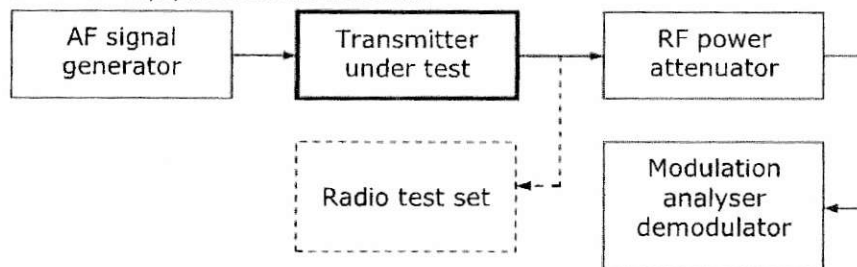 AF signal
generator
Transmitter
under test
RF power
attenuator
Radio test set
Modulation
analyser
demodulator